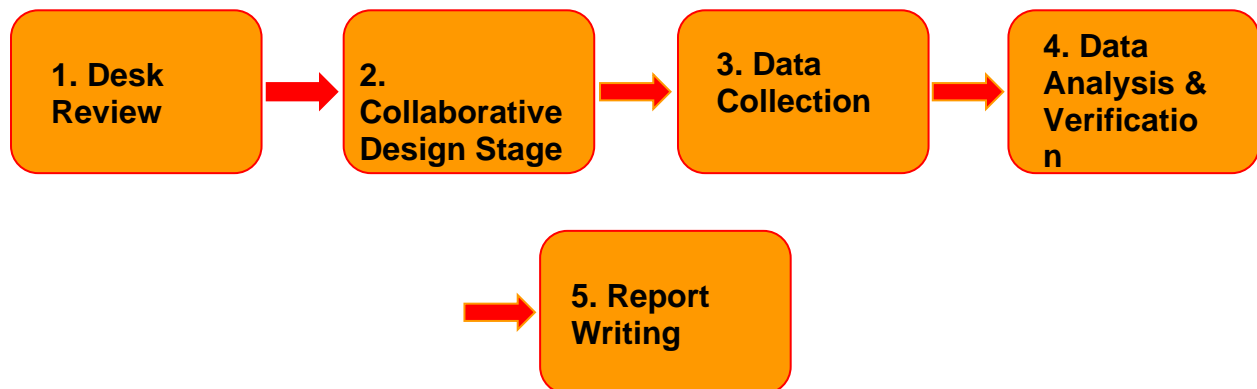 1. Desk
Review
2.
Collaborative
Design Stage
3. Data
Collection
4. Data
Analysis &
Verificatio
n
5. Report
Writing